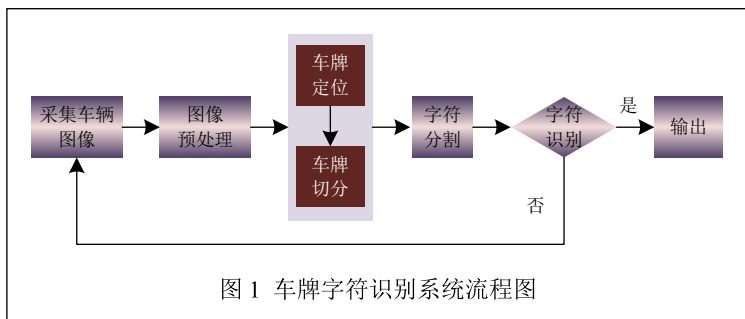 采集车辆
图像
图像
预处理
车牌
定位
车牌
切分
字符
分割
字符
识别
是
输出
否
图 1 车牌字符识别系统流程图